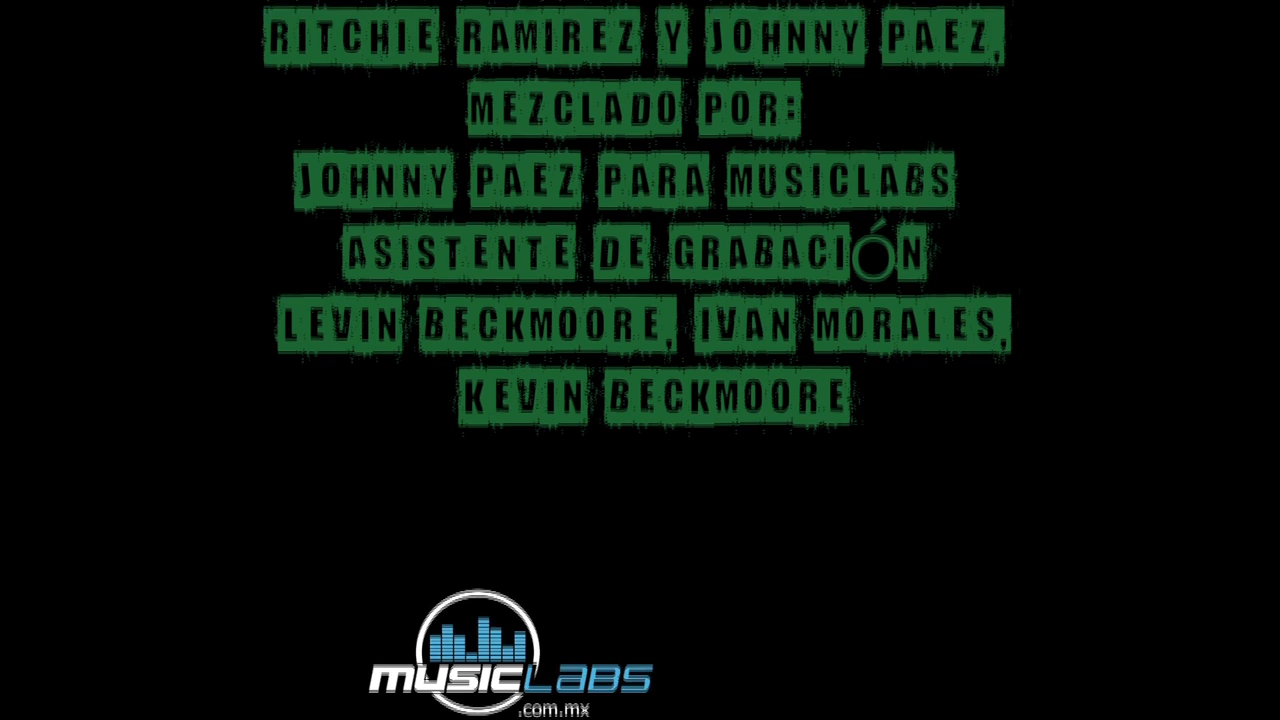 RITCHIE RAMIREZ Y JOHNNY PAEZ,
MEZCLADO POR:
JOHNNY PAEZ PARA MUSICLABS
ASISTENTE DE GRABACIÓN
LEVIN BECKMOORE, IVAN MORALES,
KEVIN BECKMOORE
MUSICLABS
.com.mx